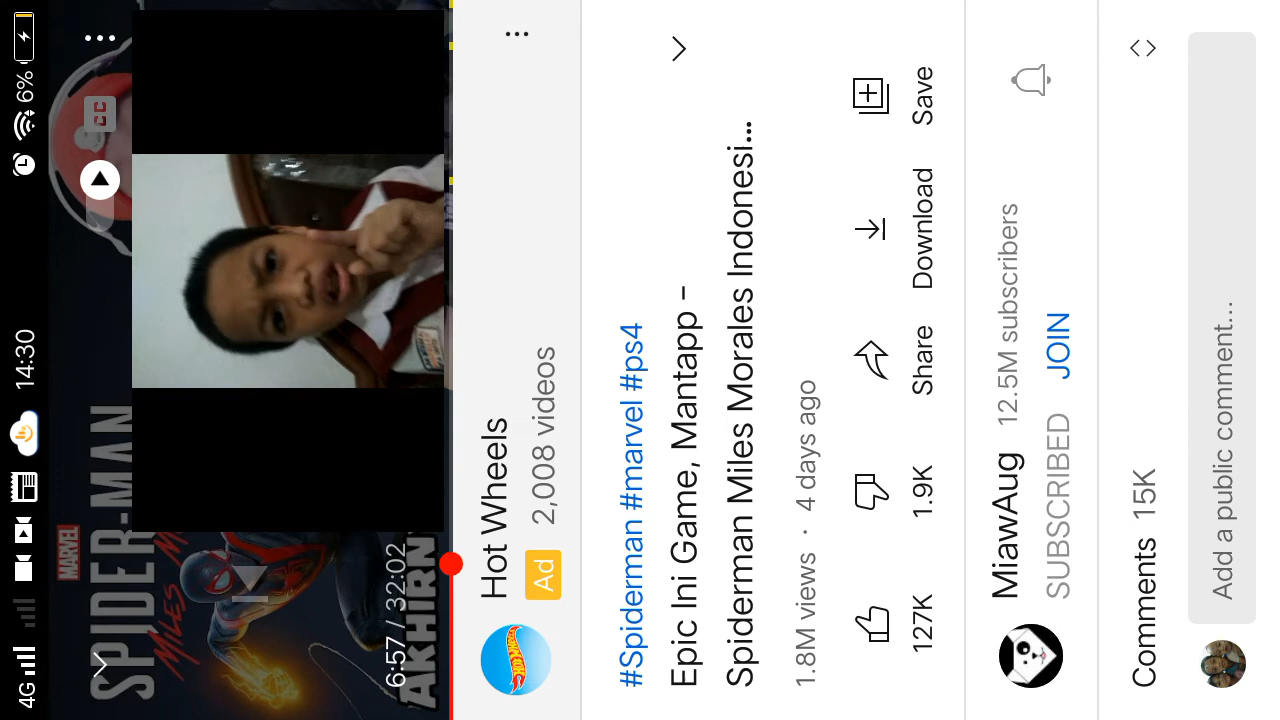 4G 14:30 6%
CC
MARVEL
SPIDER-MAN
MILES
6:57 / 32:02
AKHIRN
HOT WHEELS
Hot Wheels
Ad 2,008 videos
#Spiderman #marvel #ps4
Epic Ini Game, Mantapp -
Spiderman Miles Morales Indonesi...
1.8M views · 4 days ago
127K 1.9K Share Download Save
MiawAug 12.5M subscribers
SUBSCRIBED JOIN
Comments 15K
Add a public comment...